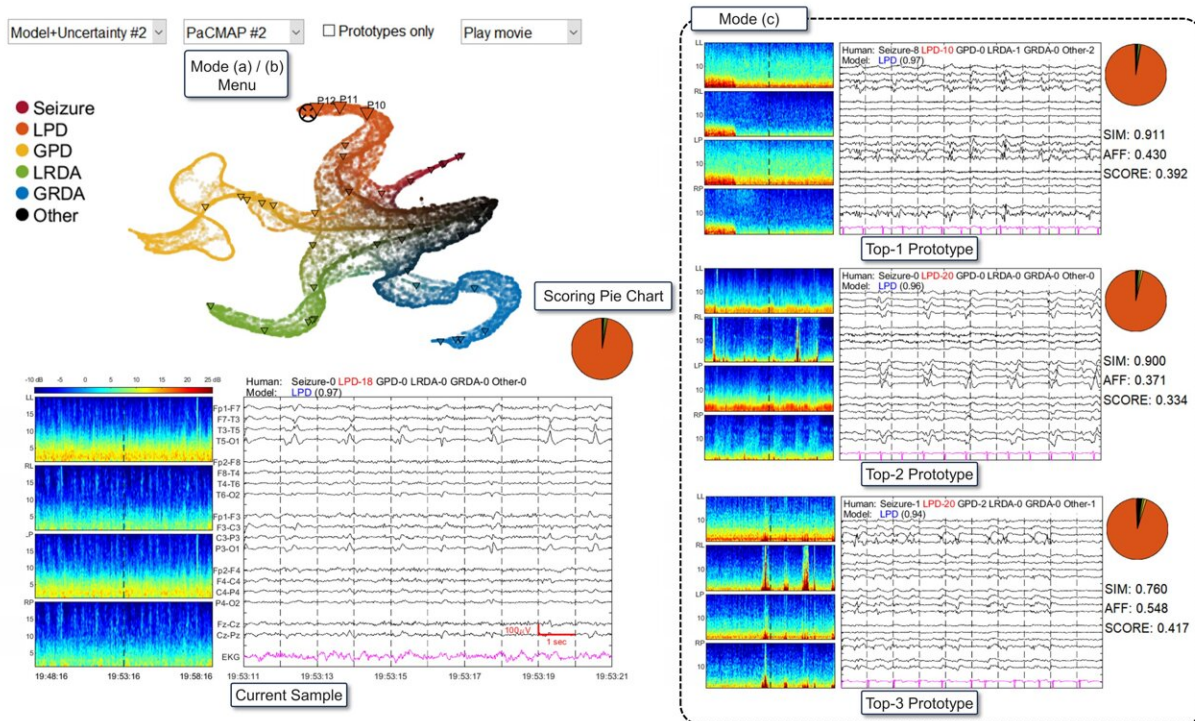 Model+Uncertainty #2
PaCMAP #2
Prototypes only
Play movie
Mode (a) / (b)
Menu
P12 P11 P10
Seizure
LPD
GPD
LRDA
GRDA
Other
Scoring Pie Chart
-10 dB -5 0 5 10 15 20 25 dB
Human: Seizure-0 LPD-18 GPD-0 LRDA-0 GRDA-0 Other-0
Model: LPD (0.97)
LL
15
10
5
RL
15
10
5
LP
15
10
5
RP
15
10
5
Fp1-F7
F7-T3
T3-T5
T5-O1
Fp2-F8
F8-T4
T4-T6
T6-O2
Fp1-F3
F3-C3
C3-P3
P3-O1
Fp2-F4
F4-C4
C4-P4
P4-O2
Fz-Cz
Cz-Pz
100μV
1 sec
EKG
19:48:16 19:53:16 19:58:16
19:53:11 19:53:13 19:53:14 19:53:16 19:53:18 19:53:19 19:53:21
Current Sample
Mode (c)
LL
10
RL
10
LP
10
RP
10
Human: Seizure-8 LPD-10 GPD-0 LRDA-1 GRDA-0 Other-2
Model: LPD (0.97)
SIM: 0.911
AFF: 0.430
SCORE: 0.392
Top-1 Prototype
LL
10
RL
10
LP
10
RP
10
Human: Seizure-0 LPD-20 GPD-0 LRDA-0 GRDA-0 Other-0
Model: LPD (0.96)
SIM: 0.900
AFF: 0.371
SCORE: 0.334
Top-2 Prototype
LL
10
RL
10
LP
10
RP
10
Human: Seizure-1 LPD-20 GPD-2 LRDA-0 GRDA-0 Other-1
Model: LPD (0.94)
SIM: 0.760
AFF: 0.548
SCORE: 0.417
Top-3 Prototype